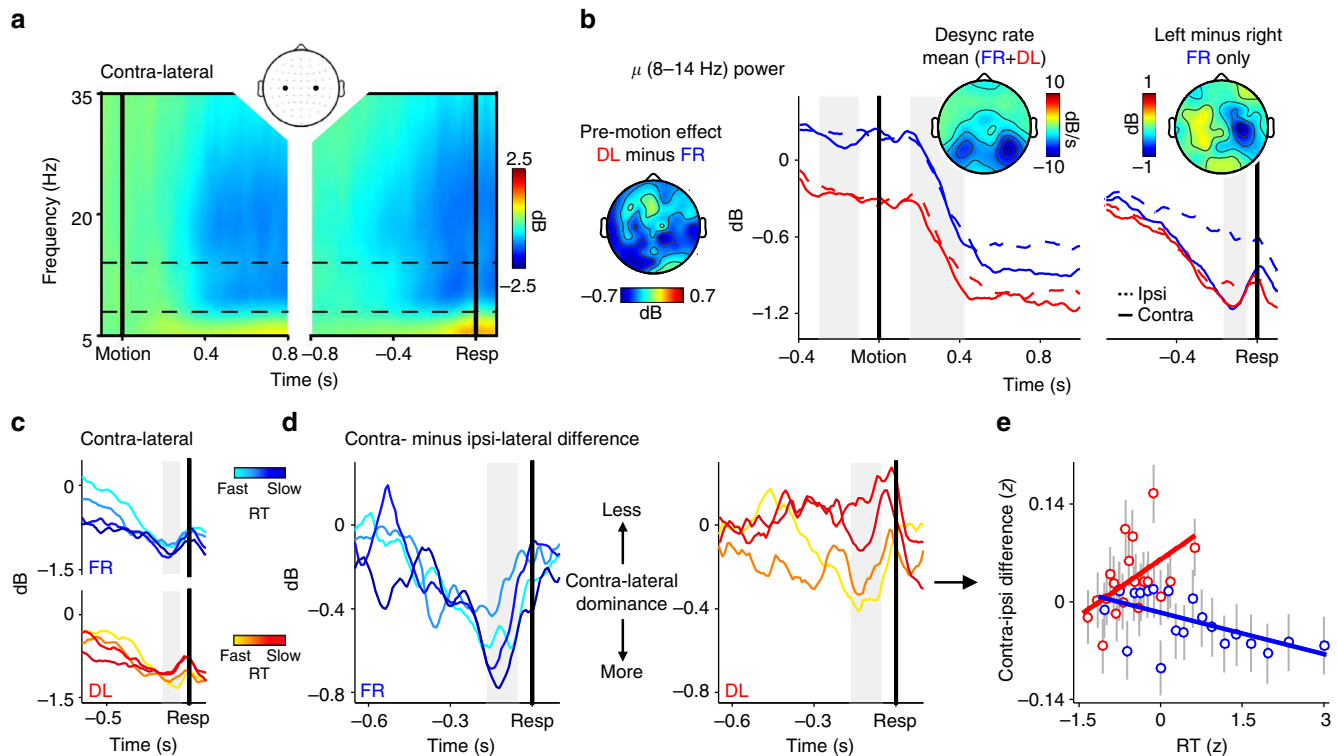 a
Contra-lateral
35
20
5
Frequency (Hz)
Motion
0.4
0.8
−0.8
−0.4
Resp
Time (s)
2.5
−2.5
dB
b
μ (8–14 Hz) power
Pre-motion effect
DL minus FR
−0.7
0.7
dB
Desync rate
mean (FR+DL)
10
−10
dB/s
Left minus right
FR only
1
−1
dB
dB
0
−0.6
−1.2
−0.4
Motion
0.4
0.8
−0.4
Resp
Time (s)
Ipsi
Contra
c
Contra-lateral
0
−1.5
FR
Fast Slow
RT
dB
0
−1.5
DL
Fast Slow
RT
−0.5
Resp
Time (s)
d
Contra- minus ipsi-lateral difference
0
−0.4
−0.8
dB
FR
−0.6
−0.3
Resp
Time (s)
Less
Contra-lateral
dominance
More
0
−0.4
−0.8
DL
−0.6
−0.3
Resp
Time (s)
e
Contra-ipsi difference (z)
0.14
0
−0.14
−1.5
0
1.5
3
RT (z)